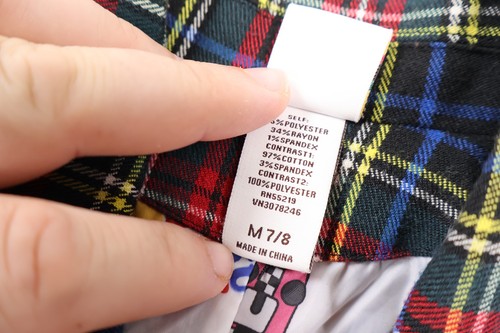 SELF:
5%POLYESTER
34%RAYON
1%SPANDEX
CONTRAST1:
97%COTTON
3%SPANDEX
CONTRAST2:
100%POLYESTER
RN55219
VN3078246
M 7/8
MADE IN CHINA